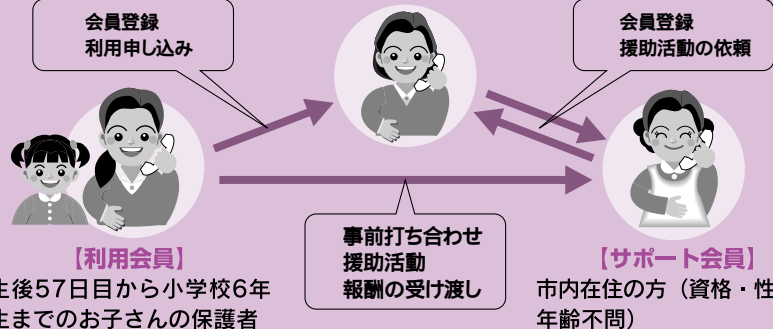 会員登録
利用申し込み
会員登録
援助活動の依頼
事前打ち合わせ
援助活動
報酬の受け渡し
【利用会員】
生後57日目から小学校6年
生までのお子さんの保護者
【サポート会員】
市内在住の方（資格・性
年齢不問）